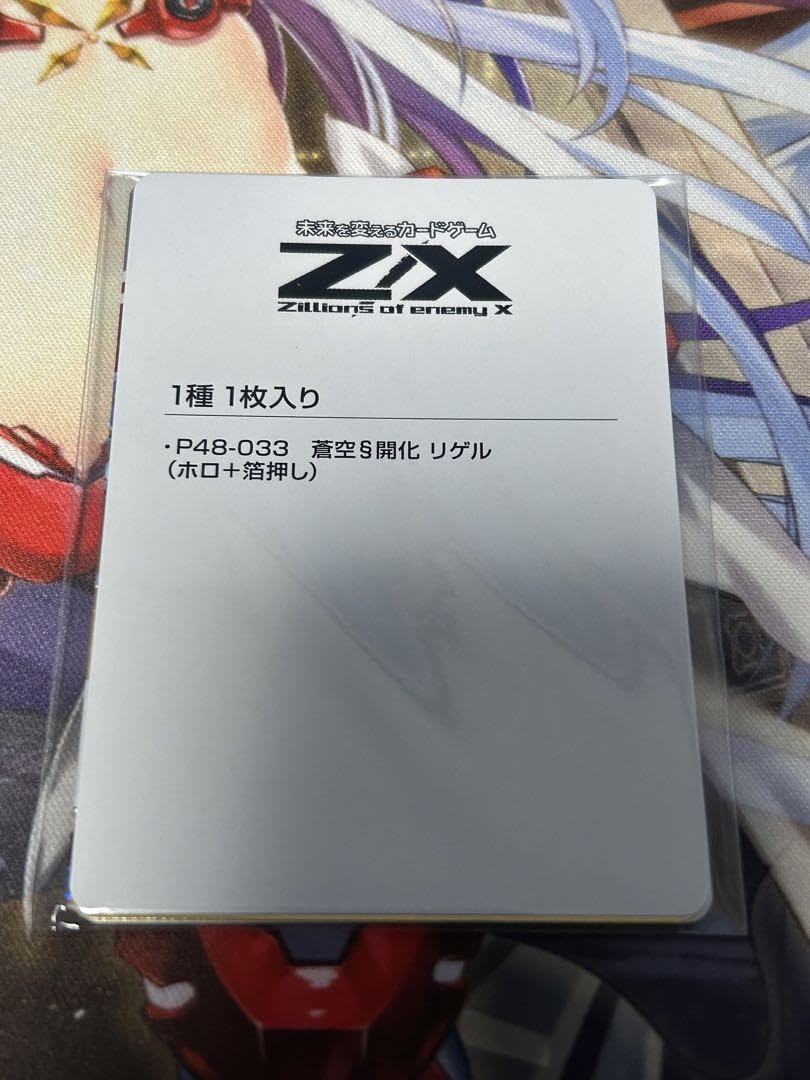 未来を変えるカードゲーム
Z/X
Zillions of enemy X
1種 1枚入り
・P48-033 蒼空§開化 リゲル
(ホロ＋箔押し)